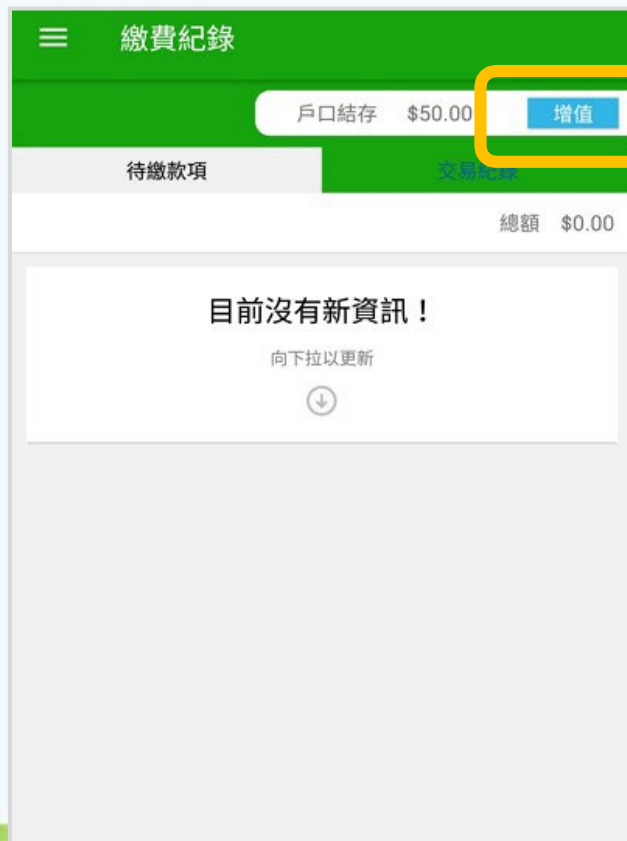 繳費紀錄
戶口結存 $50.00 增值
待繳款項 交易紀錄
總額 $0.00
目前沒有新資訊！
向下拉以更新